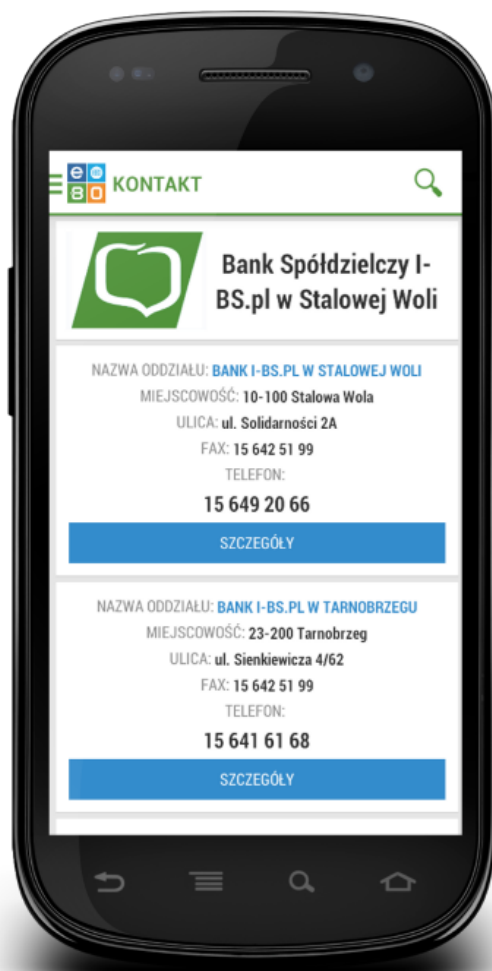 e @
8 0
KONTAKT
Bank Spółdzielczy I-
BS.pl w Stalowej Woli
NAZWA ODDZIAŁU: BANK I-BS.PL W STALOWEJ WOLI
MIEJSCOWOŚĆ: 10-100 Stalowa Wola
ULICA: ul. Solidarności 2A
FAX: 15 642 51 99
TELEFON:
15 649 20 66
SZCZEGÓŁY
NAZWA ODDZIAŁU: BANK I-BS.PL W TARNOBRZEGU
MIEJSCOWOŚĆ: 23-200 Tarnobrzeg
ULICA: ul. Sienkiewicza 4/62
FAX: 15 642 51 99
TELEFON:
15 641 61 68
SZCZEGÓŁY